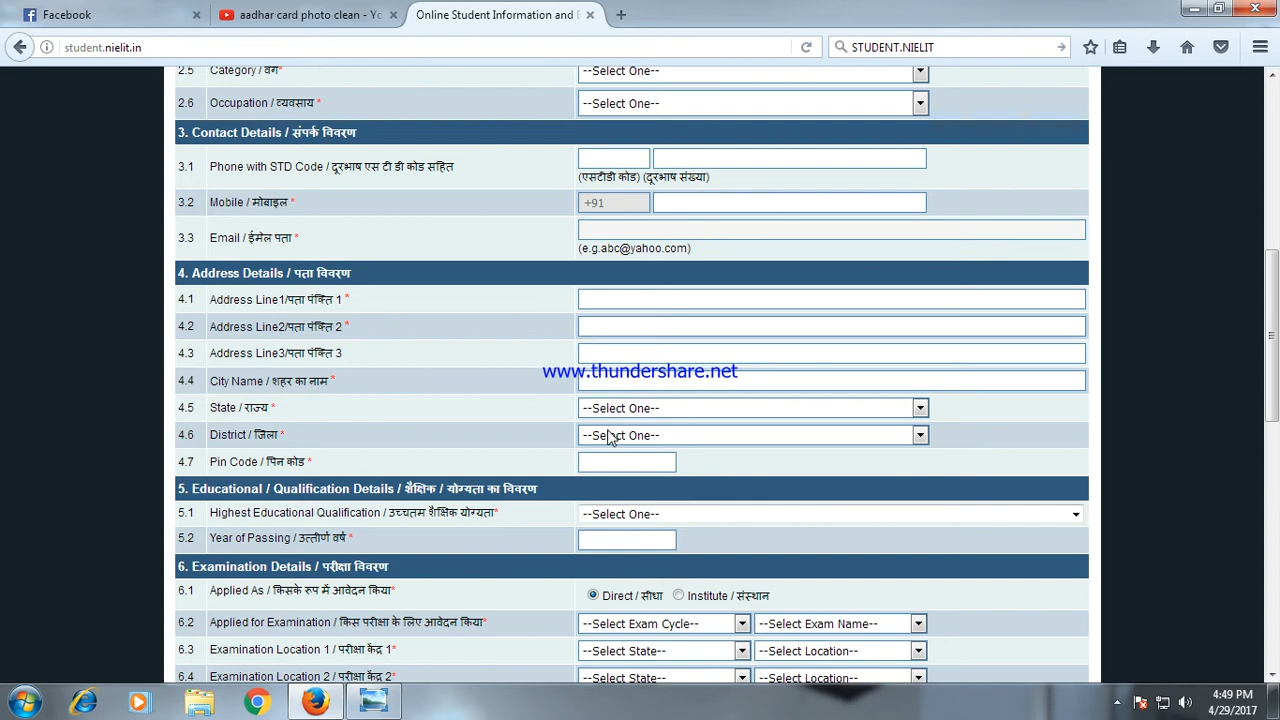 Facebook
aadhar card photo clean - Yo
Online Student Information and E
student.nielit.in
STUDENT.NIELIT
2.5 Category / वर्ग* --Select One--
2.6 Occupation / व्यवसाय * --Select One--
3. Contact Details / संपर्क विवरण
3.1 Phone with STD Code / दूरभाष एस टी डी कोड सहित
(एसटीडी कोड) (दूरभाष संख्या)
3.2 Mobile / मोबाइल * +91
3.3 Email / ईमेल पता *
(e.g.abc@yahoo.com)
4. Address Details / पता विवरण
4.1 Address Line1/पता पंक्ति 1 *
4.2 Address Line2/पता पंक्ति 2 *
4.3 Address Line3/पता पंक्ति 3
www.thundershare.net
4.4 City Name / शहर का नाम *
4.5 State / राज्य * --Select One--
4.6 District / जिला * --Select One--
4.7 Pin Code / पिन कोड *
5. Educational / Qualification Details / शैक्षिक / योग्यता का विवरण
5.1 Highest Educational Qualification / उच्चतम शैक्षिक योग्यता* --Select One--
5.2 Year of Passing / उत्तीर्ण वर्ष *
6. Examination Details / परीक्षा विवरण
6.1 Applied As / किसके रुप में आवेदन किया* Direct / सीधा Institute / संस्थान
6.2 Applied for Examination / किस परीक्षा के लिए आवेदन किया* --Select Exam Cycle-- --Select Exam Name--
6.3 Examination Location 1 / परीक्षा केंद्र 1* --Select State-- --Select Location--
6.4 Examination Location 2 / परीक्षा केंद्र 2* --Select State-- --Select Location--
4:49 PM
4/29/2017